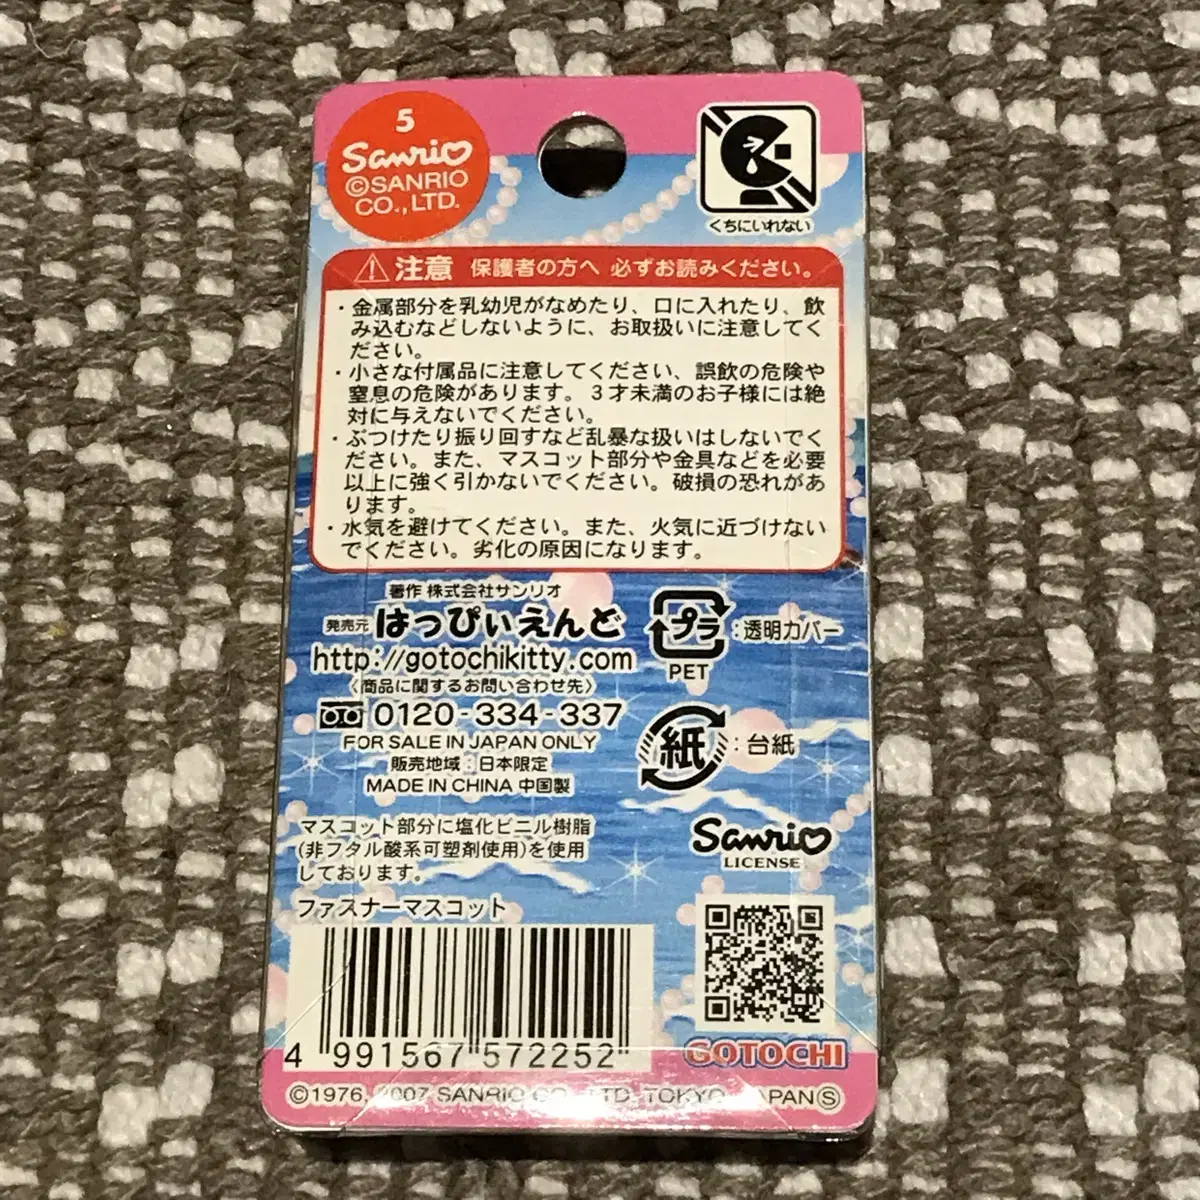 5
Sanrio
©SANRIO
CO.,LTD.
くちにいれない
注意 保護者の方へ 必ずお読みください。
・金属部分を乳幼児がなめたり、口に入れたり、飲
み込むなどしないように、お取扱いに注意してく
ださい。
・小さな付属品に注意してください、誤飲の危険や
窒息の危険があります。3才未満のお子様には絶
対に与えないでください。
・ぶつけたり振り回すなど乱暴な扱いはしないでく
ださい。また、マスコット部分や金具などを必要
以上に強く引かないでください。破損の恐れがあ
ります。
・水気を避けてください。また、火気に近づけない
でください。劣化の原因になります。
著作 株式会社サンリオ
発売元 はっぴぃえんど
http://gotochikitty.com
〈商品に関するお問い合わせ先〉
0120-334-337
FOR SALE IN JAPAN ONLY
販売地域:日本限定
MADE IN CHINA 中国製
プラ:透明カバー
PET
紙:台紙
マスコット部分に塩化ビニル樹脂
(非フタル酸系可塑剤使用)を使用
しております。
ファスナーマスコット
Sanrio
LICENSE
4 991567 572252
GOTOCHI
©1976, 2007 SANRIO CO., LTD. TOKYO, JAPAN Ⓢ